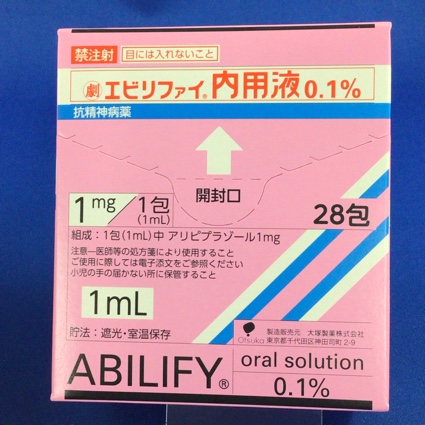 禁注射 目には入れないこと
劇 エビリファイ® 内用液0.1%
抗精神病薬
開封口
1mg/1包(1mL)
28包
組成：1包(1mL)中 アリピプラゾール1mg
注意－医師等の処方箋により使用すること
ご使用に際しては電子添文をご参照ください
小児の手の届かない所に保管すること
1mL
貯法：遮光・室温保存
Otsuka
製造販売元 大塚製薬株式会社
東京都千代田区神田司町2-9
ABILIFY®
oral solution
0.1%